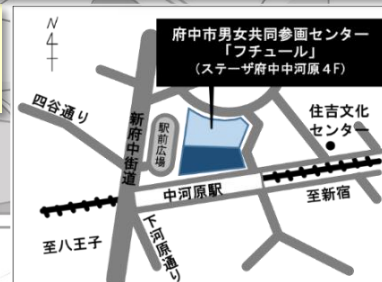 N
4
府中市男女共同参画センター
「フチュール」
(ステーザ府中中河原4F)
四谷通り
新府中街道
駅前広場
住吉文化
センター
中河原駅
至新宿
至八王子
下河原通り